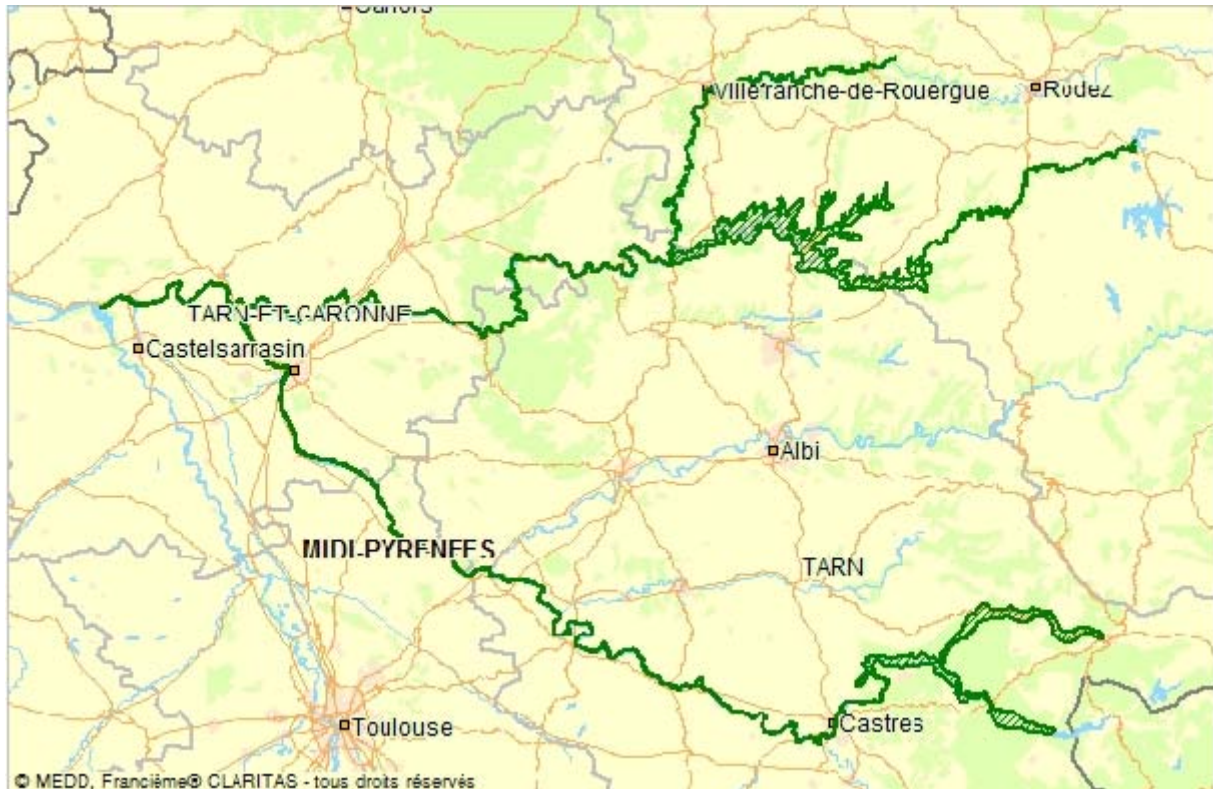 Cahors
Villefranche-de-Rouergue
Rodez
TARN-ET-GARONNE
Castelsarrasin
Albi
MIDI-PYRENEES
TARN
Toulouse
Castres
© MEDD, Francième® CLARITAS - tous droits réservés